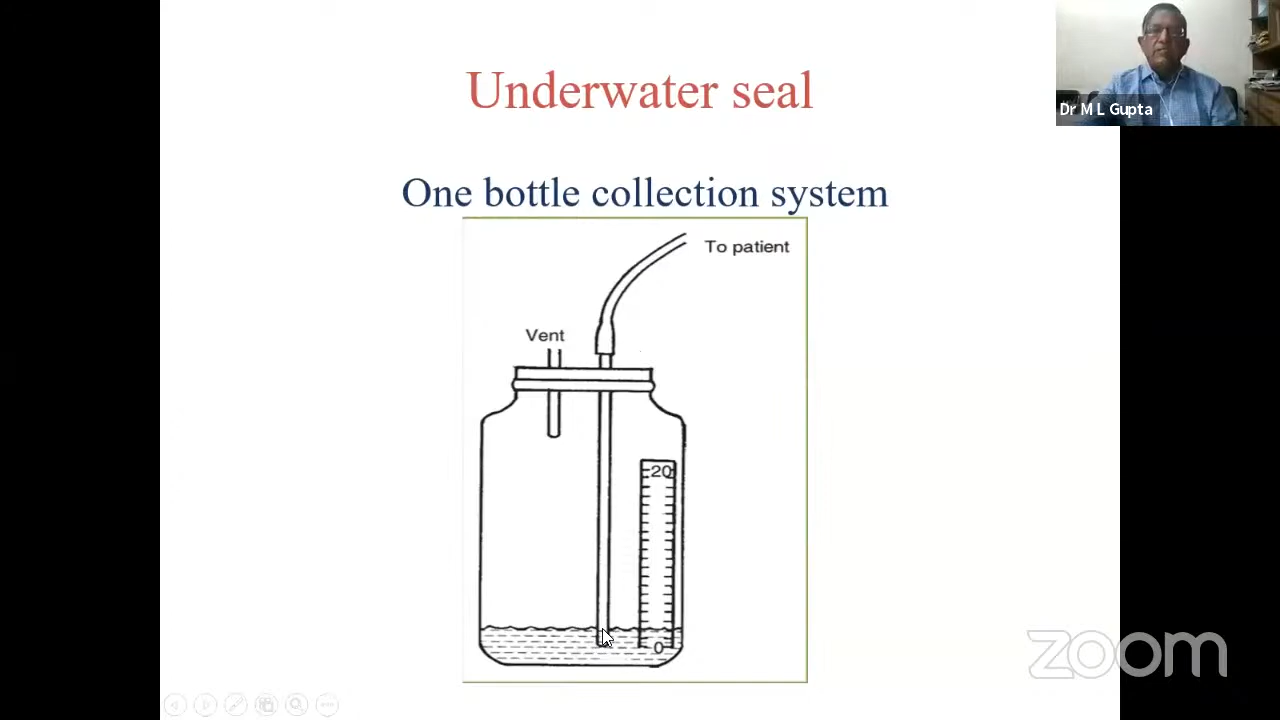 Underwater seal
Dr M L Gupta
One bottle collection system
To patient
Vent
20
0
zoom